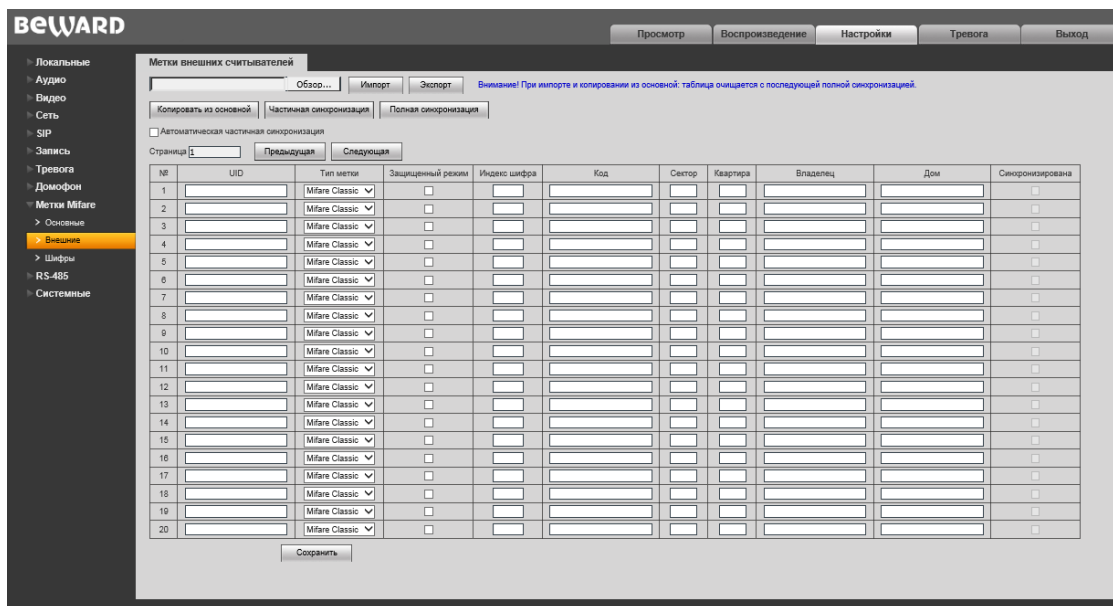 BEWARD
Просмотр Воспроизведение Настройки Тревога Выход
Локальные
Аудио
Видео
Сеть
SIP
Запись
Тревога
Домофон
Метки Mifare
> Основные
> Внешние
> Шифры
RS-485
Системные
Метки внешних считывателей
Обзор... Импорт Экспорт Внимание! При импорте и копировании из основной: таблица очищается с последующей полной синхронизацией.
Копировать из основной Частичная синхронизация Полная синхронизация
Автоматическая частичная синхронизация
Страница 1 Предыдущая Следующая
№ UID Тип метки Защищенный режим Индекс шифра Код Сектор Квартира Владелец Дом Синхронизирована
1 Mifare Classic
2 Mifare Classic
3 Mifare Classic
4 Mifare Classic
5 Mifare Classic
6 Mifare Classic
7 Mifare Classic
8 Mifare Classic
9 Mifare Classic
10 Mifare Classic
11 Mifare Classic
12 Mifare Classic
13 Mifare Classic
14 Mifare Classic
15 Mifare Classic
16 Mifare Classic
17 Mifare Classic
18 Mifare Classic
19 Mifare Classic
20 Mifare Classic
Сохранить